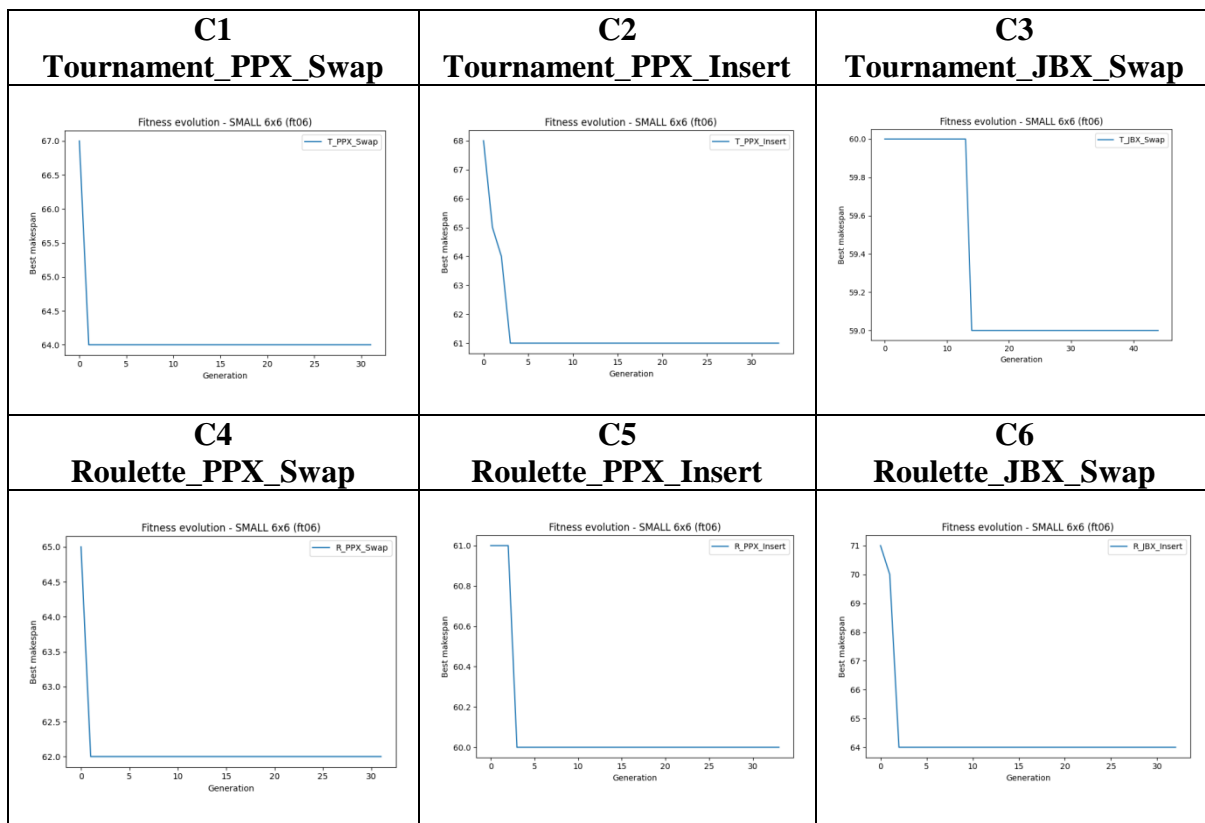 C1
Tournament_PPX_Swap
C2
Tournament_PPX_Insert
C3
Tournament_JBX_Swap
Fitness evolution - SMALL 6x6 (ft06)
T_PPX_Swap
67.0
66.5
66.0
65.5
65.0
64.5
64.0
Best makespan
0 5 10 15 20 25 30
Generation
Fitness evolution - SMALL 6x6 (ft06)
T_PPX_Insert
68
67
66
65
64
63
62
61
Best makespan
0 5 10 15 20 25 30
Generation
Fitness evolution - SMALL 6x6 (ft06)
T_JBX_Swap
60.0
59.8
59.6
59.4
59.2
59.0
Best makespan
0 10 20 30 40
Generation
C4
Roulette_PPX_Swap
C5
Roulette_PPX_Insert
C6
Roulette_JBX_Swap
Fitness evolution - SMALL 6x6 (ft06)
R_PPX_Swap
65.0
64.5
64.0
63.5
63.0
62.5
62.0
Best makespan
0 5 10 15 20 25 30
Generation
Fitness evolution - SMALL 6x6 (ft06)
R_PPX_Insert
61.0
60.8
60.6
60.4
60.2
60.0
Best makespan
0 5 10 15 20 25 30
Generation
Fitness evolution - SMALL 6x6 (ft06)
R_JBX_Insert
71
70
69
68
67
66
65
64
Best makespan
0 5 10 15 20 25 30
Generation